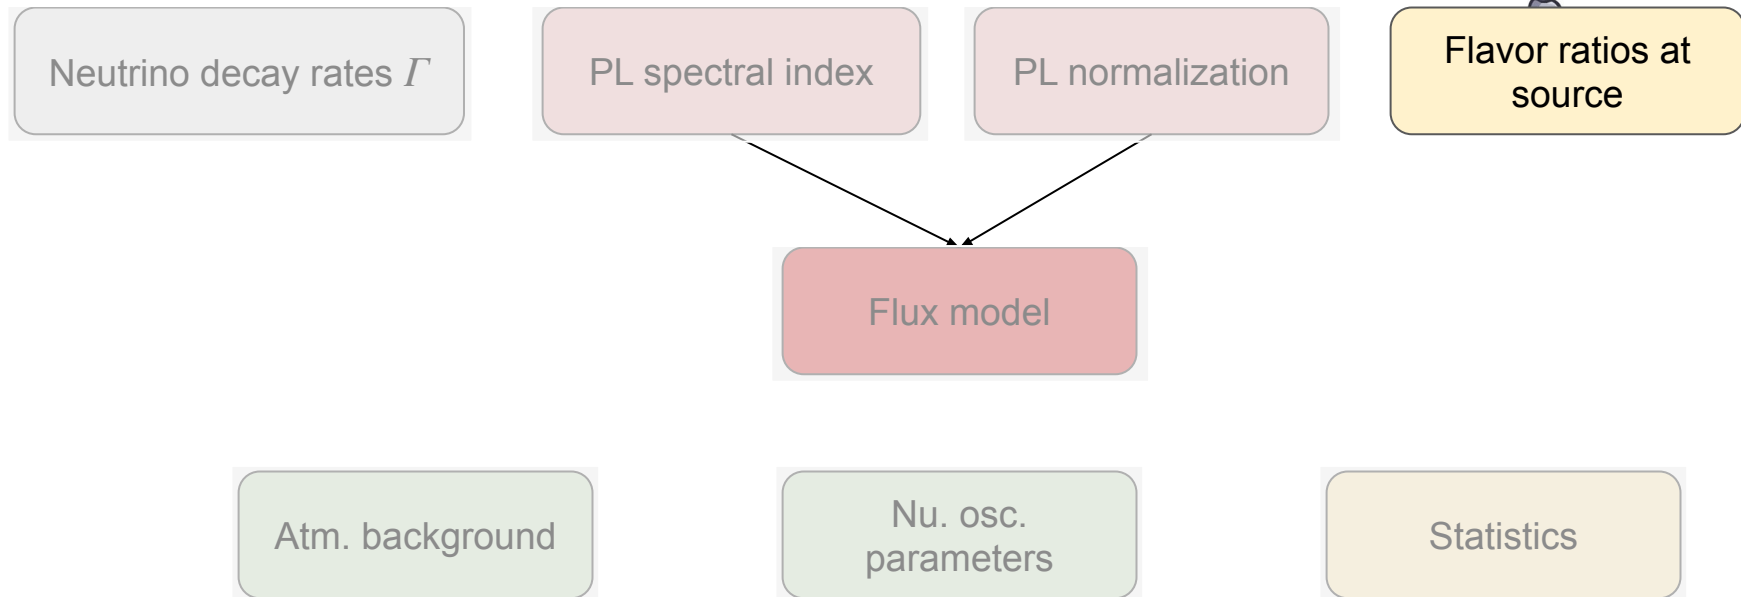 Neutrino decay rates Γ
PL spectral index
PL normalization
Flavor ratios at
source
Flux model
Atm. background
Nu. osc.
parameters
Statistics